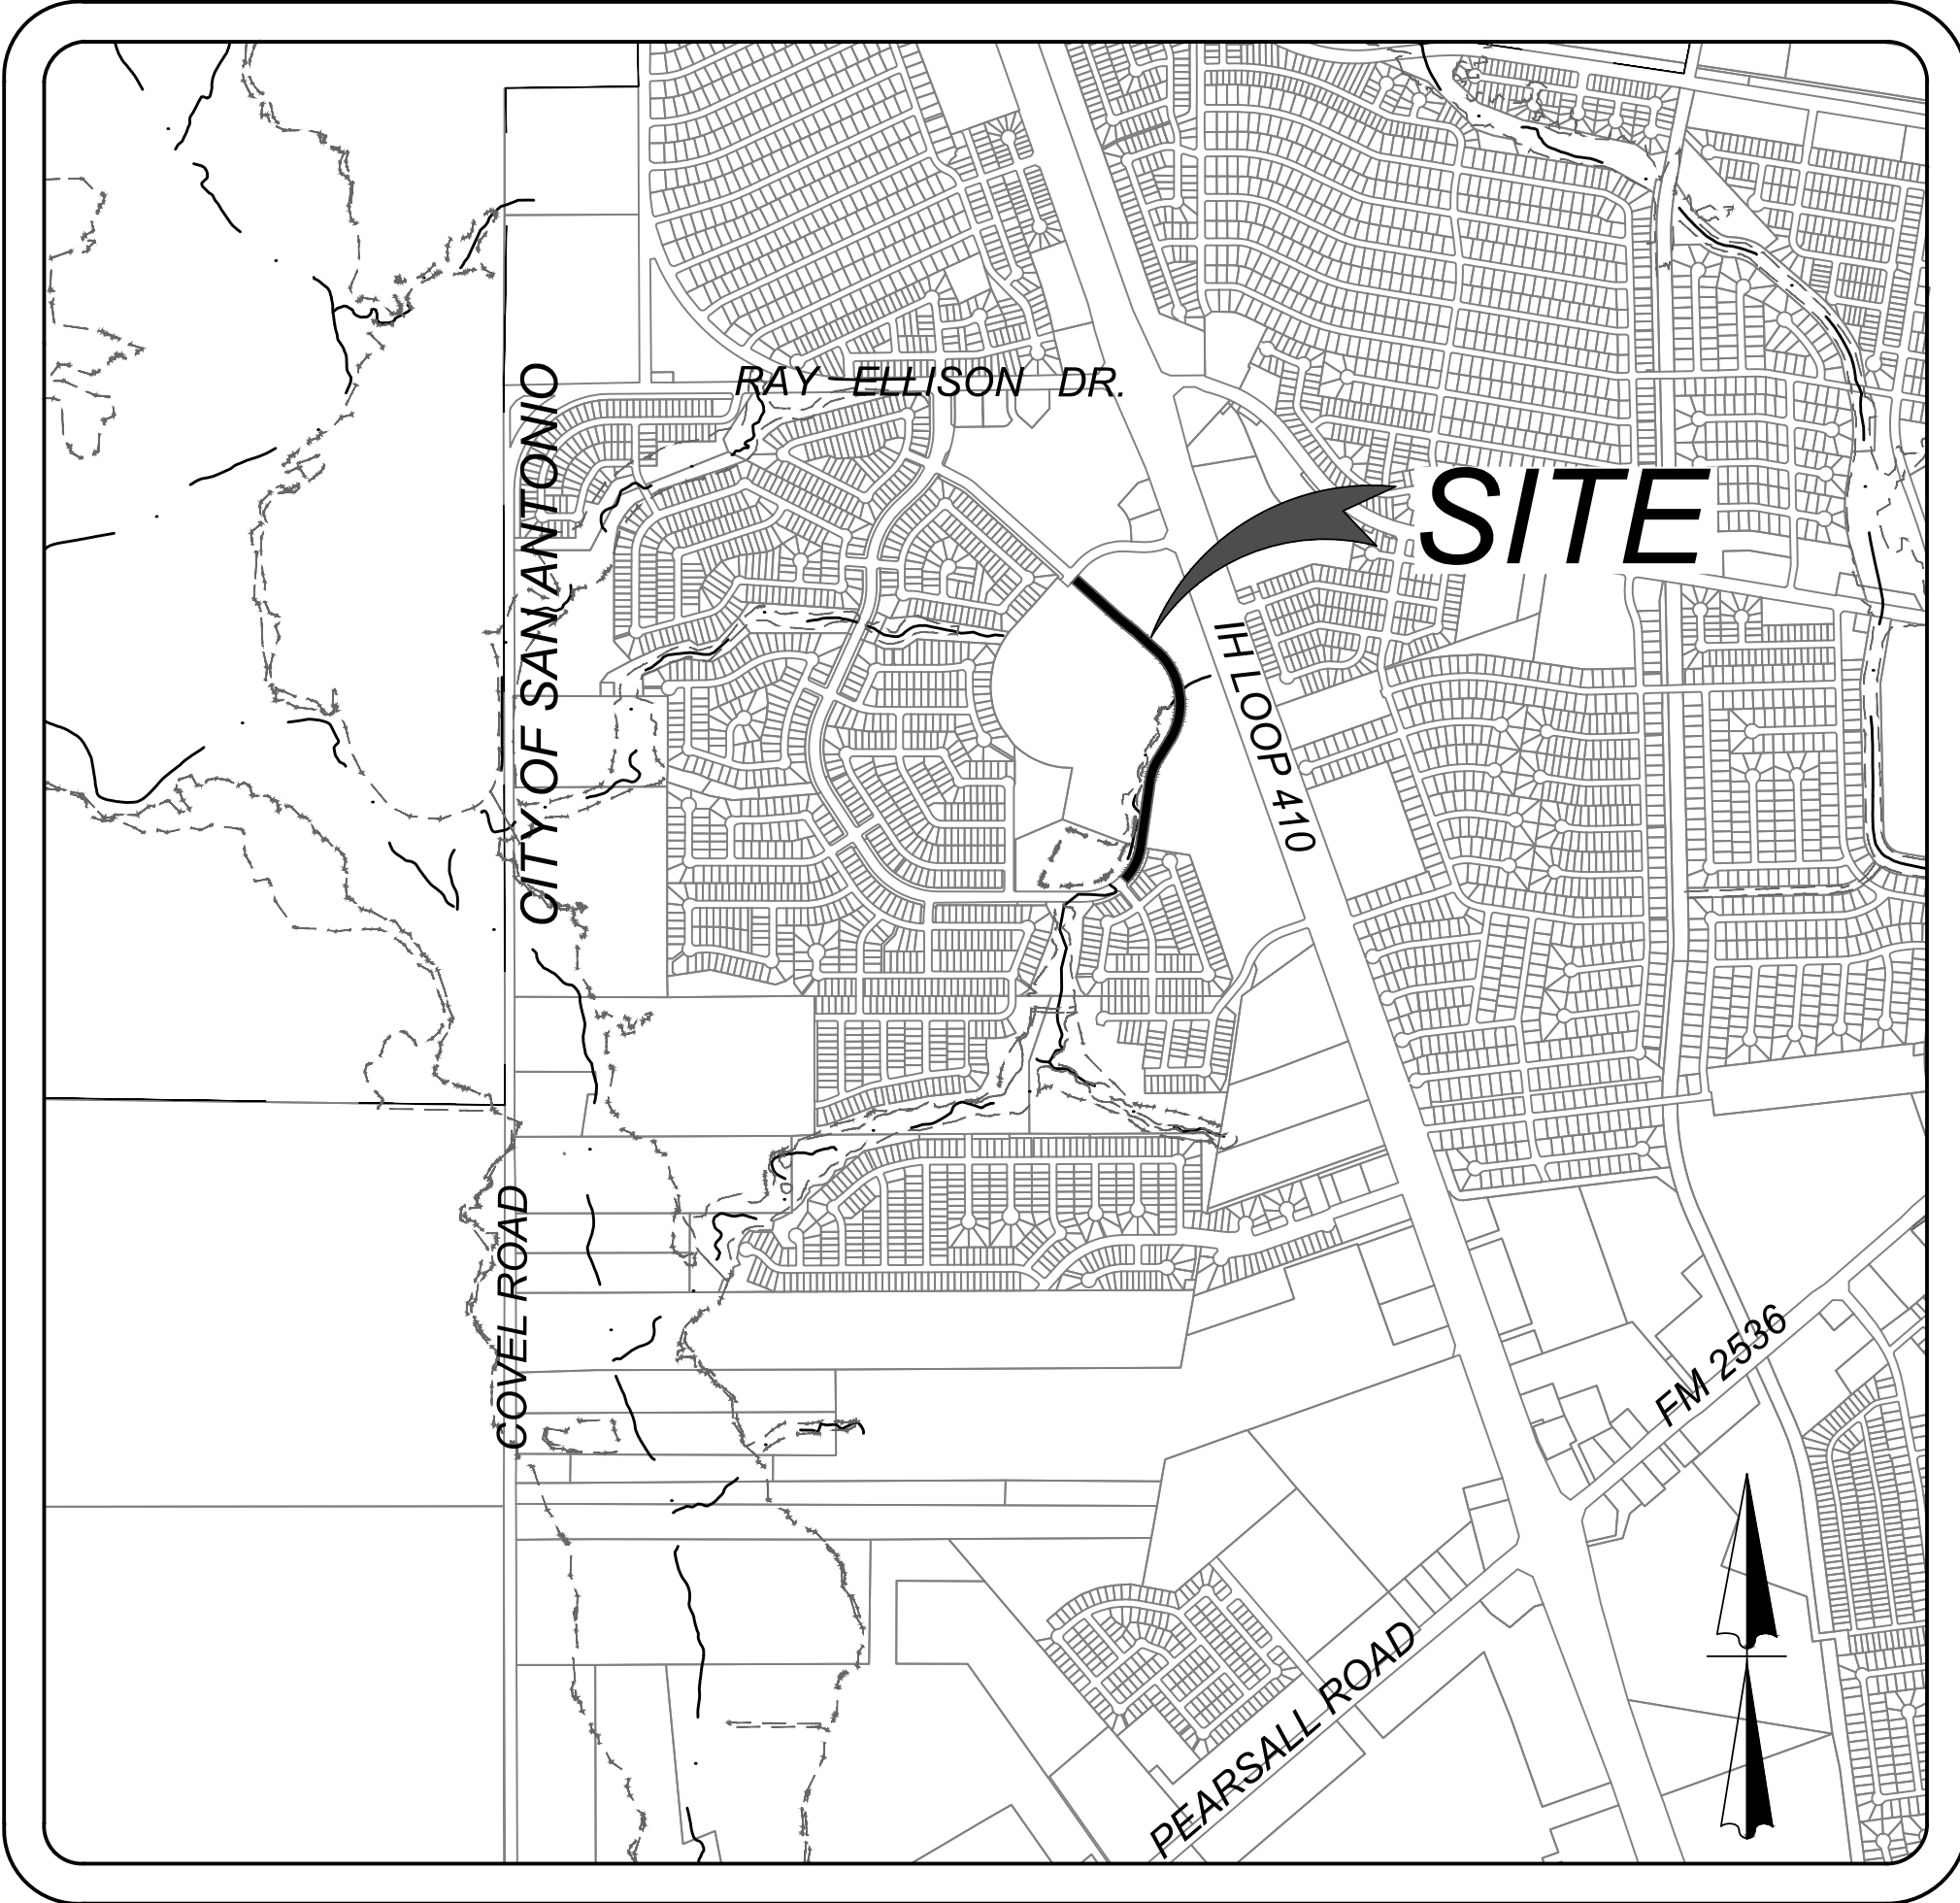 RAY ELLISON DR.
CITY OF SAN ANTONIO
SITE
IH LOOP 410
COVEL ROAD
FM 2536
PEARSALL ROAD